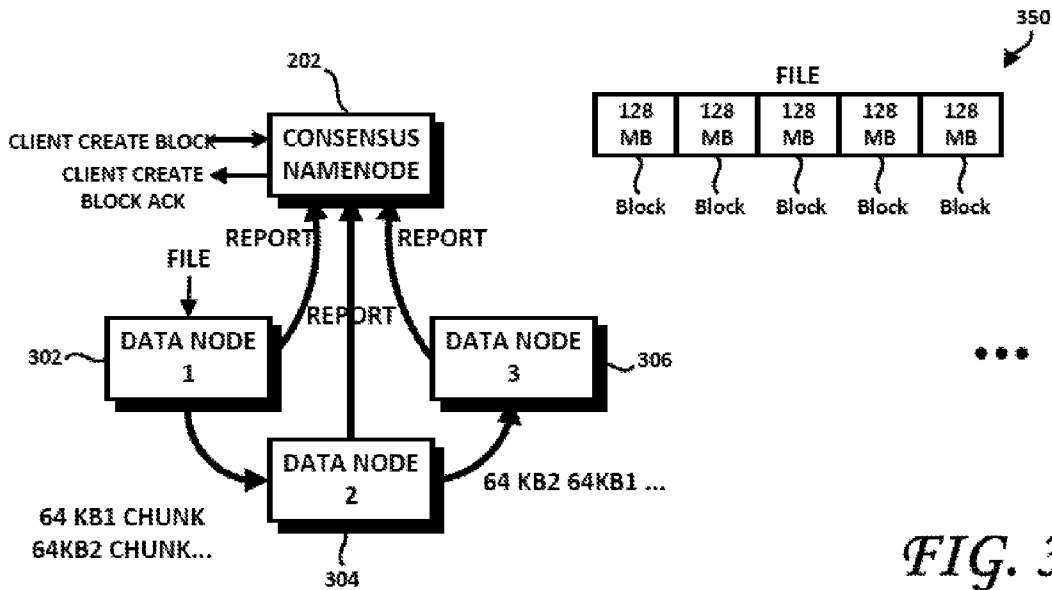 350
202
FILE
128 MB
128 MB
128 MB
128 MB
128 MB
Block
Block
Block
Block
Block
CLIENT CREATE BLOCK
CLIENT CREATE
BLOCK ACK
CONSENSUS
NAMENODE
REPORT
REPORT
FILE
REPORT
302
DATA NODE
1
DATA NODE
3
306
•••
DATA NODE
2
64 KB2 64KB1 ...
64 KB1 CHUNK
64KB2 CHUNK...
304
FIG. 3